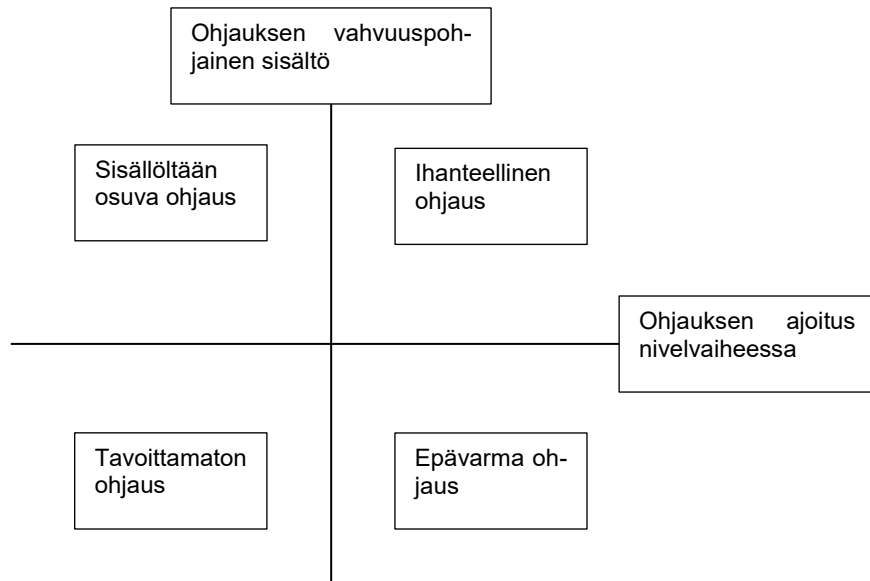 Ohjauksen vahvuuspoh-
jainen sisältö
Sisällöltään
osuva ohjaus
Ihanteellinen
ohjaus
Ohjauksen ajoitus
nivelvaiheessa
Tavoittamaton
ohjaus
Epävarma oh-
jaus